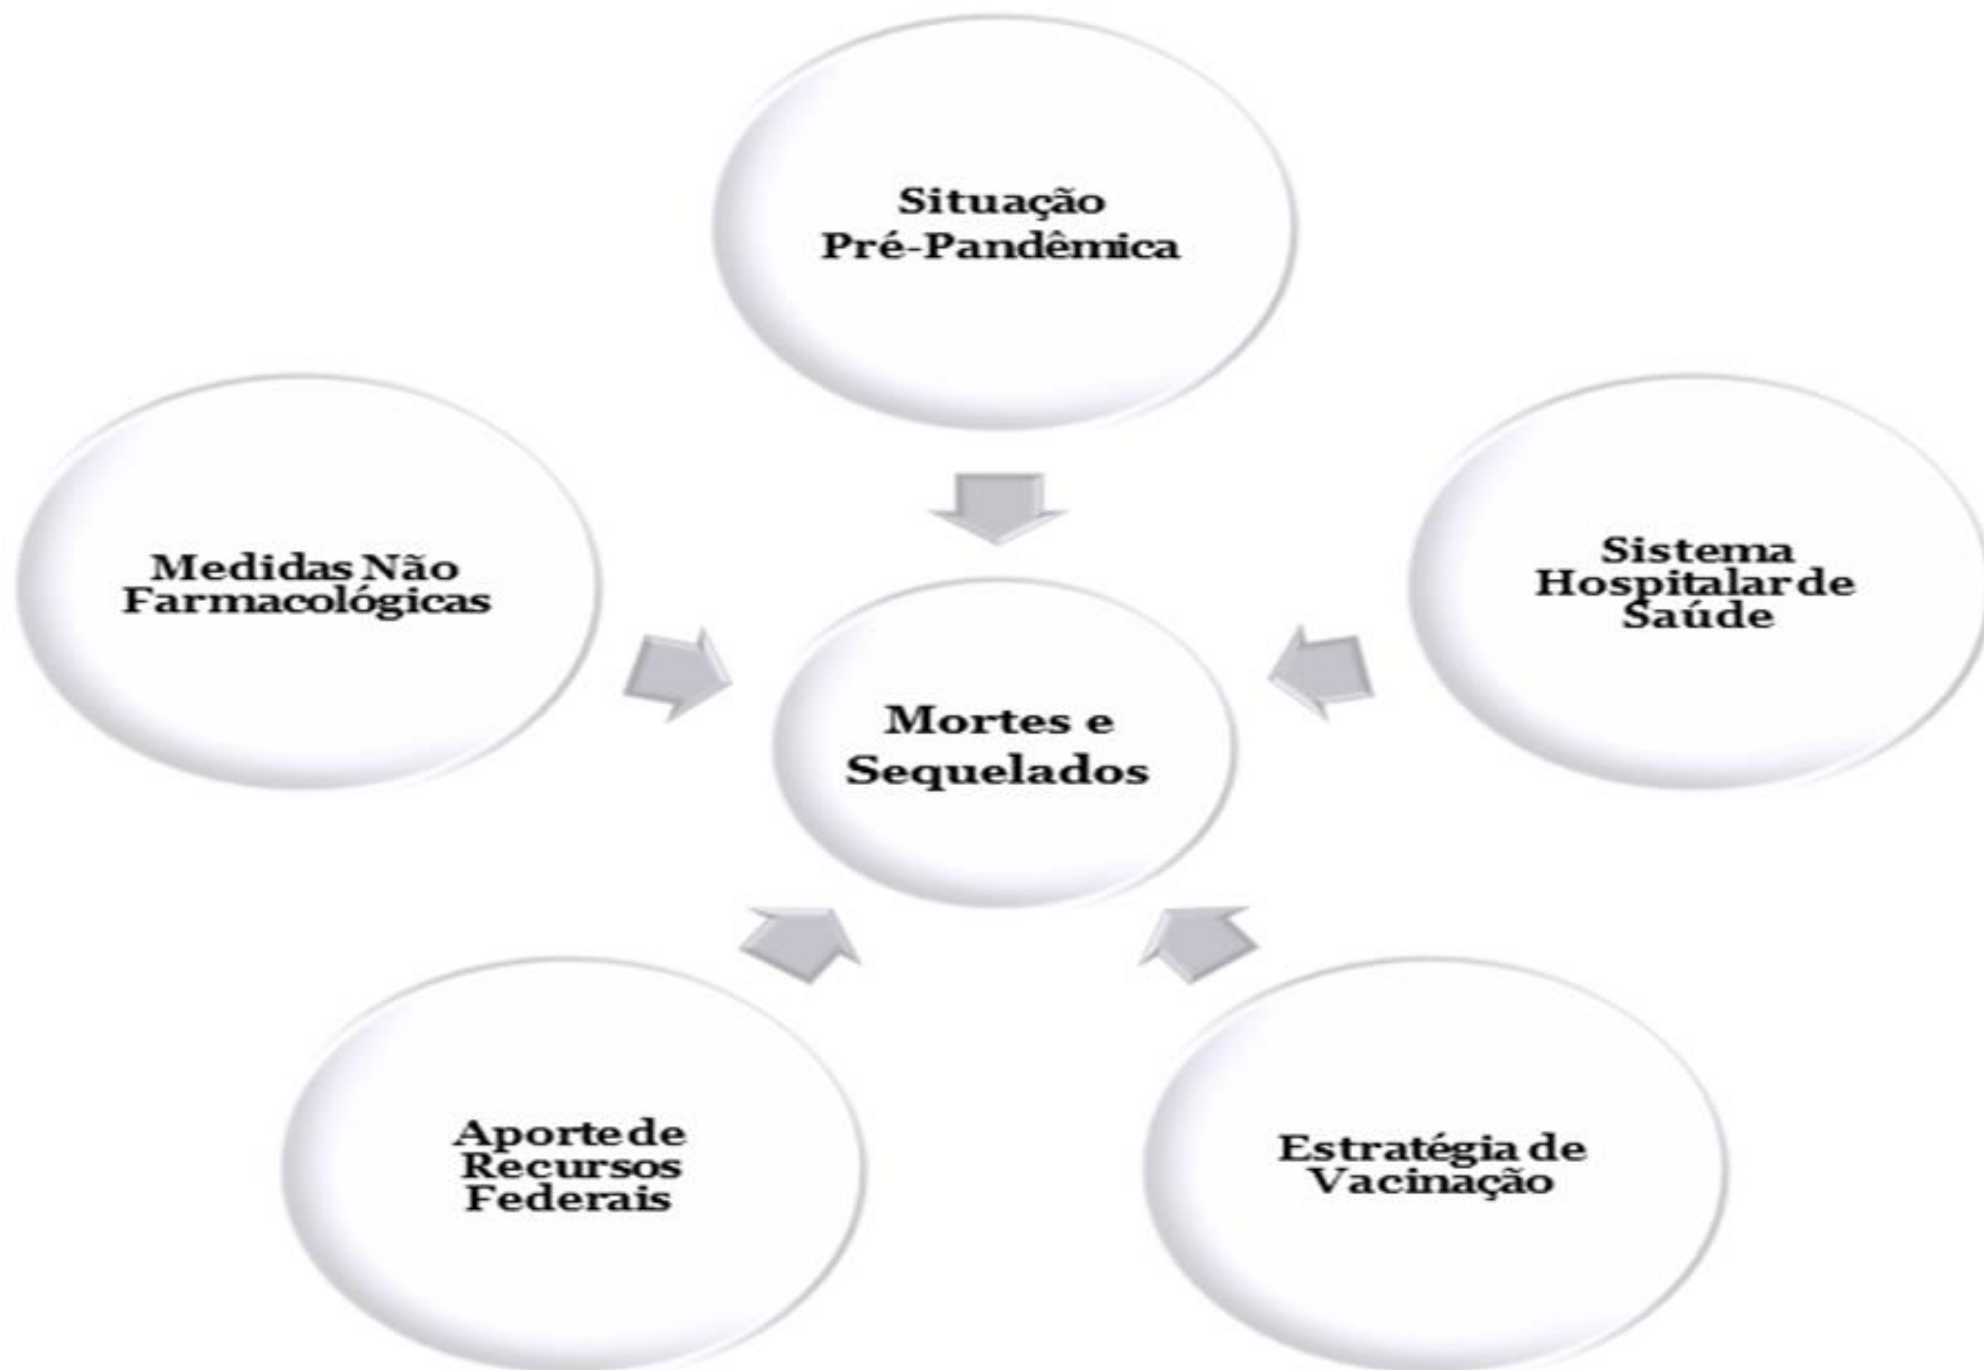 Situação
Pré-Pandêmica
Medidas Não
Farmacológicas
Sistema
Hospitalar de
Saúde
Mortes e
Sequelados
Aporte de
Recursos
Federais
Estratégia de
Vacinação